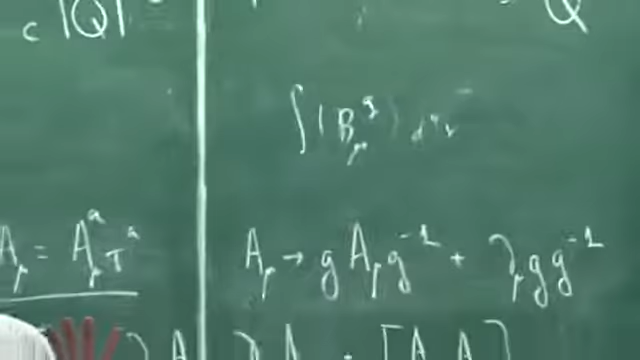 c |Q|
Q
∫(B_μ^a) d^4x
A_μ = A_μ^a T^a
A_μ → g A_μ g^{-1} + ∂_μ g g^{-1}
∂ A ∂ A + [A A]